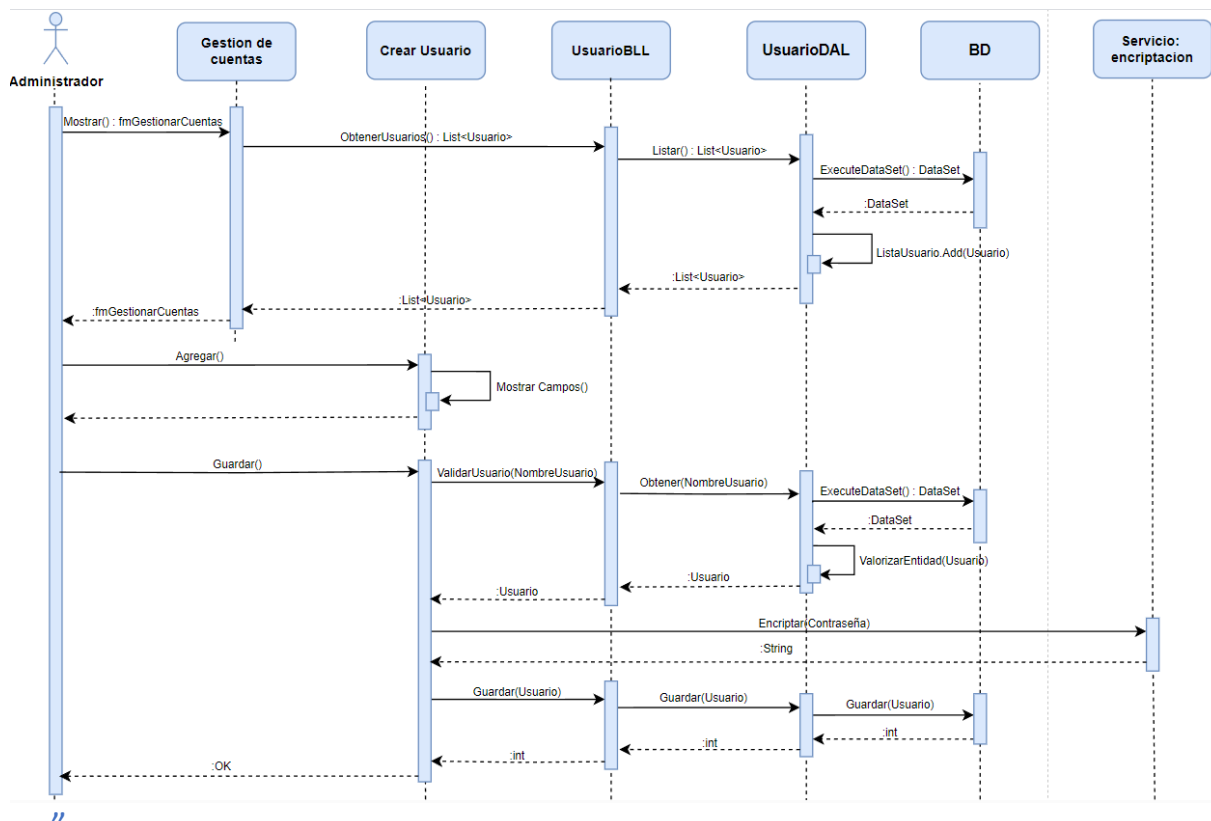 Gestion de
cuentas
Crear Usuario
UsuarioBLL
UsuarioDAL
BD
Servicio:
encriptacion
Administrador
Mostrar() : fmGestionarCuentas
ObtenerUsuarios() : List<Usuario>
Listar() : List<Usuario>
ExecuteDataSet() : DataSet
:DataSet
ListaUsuario.Add(Usuario)
:List<Usuario>
:List<Usuario>
:fmGestionarCuentas
Agregar()
Mostrar Campos()
Guardar()
ValidarUsuario(NombreUsuario)
Obtener(NombreUsuario)
ExecuteDataSet() : DataSet
:DataSet
ValorizarEntidad(Usuario)
:Usuario
:Usuario
Encriptar(Contraseña)
:String
Guardar(Usuario)
Guardar(Usuario)
Guardar(Usuario)
:int
:int
:int
:OK
”